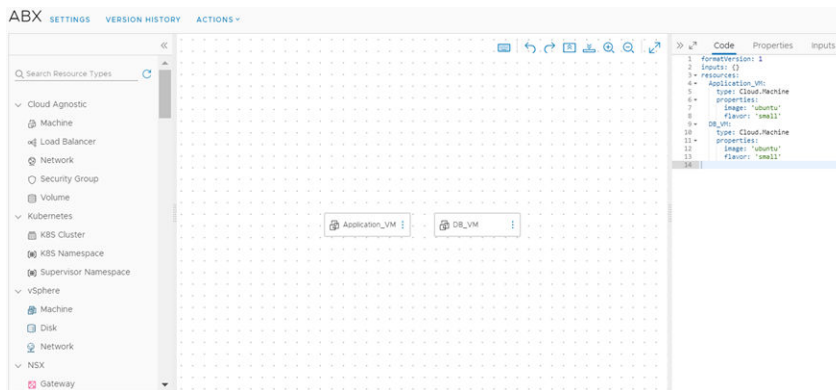 ABX SETTINGS VERSION HISTORY ACTIONS
Search Resource Types
Cloud Agnostic
Machine
Load Balancer
Network
Security Group
Volume
Kubernetes
K8S Cluster
K8S Namespace
Supervisor Namespace
vSphere
Machine
Disk
Network
NSX
Gateway
Application_VM
DB_VM
Code Properties Inputs
1 formatVersion: 1
2 inputs: {}
3 resources:
4 Application_VM:
5 type: Cloud.Machine
6 properties:
7 image: 'ubuntu'
8 flavor: 'small'
9 DB_VM:
10 type: Cloud.Machine
11 properties:
12 image: 'ubuntu'
13 flavor: 'small'
14